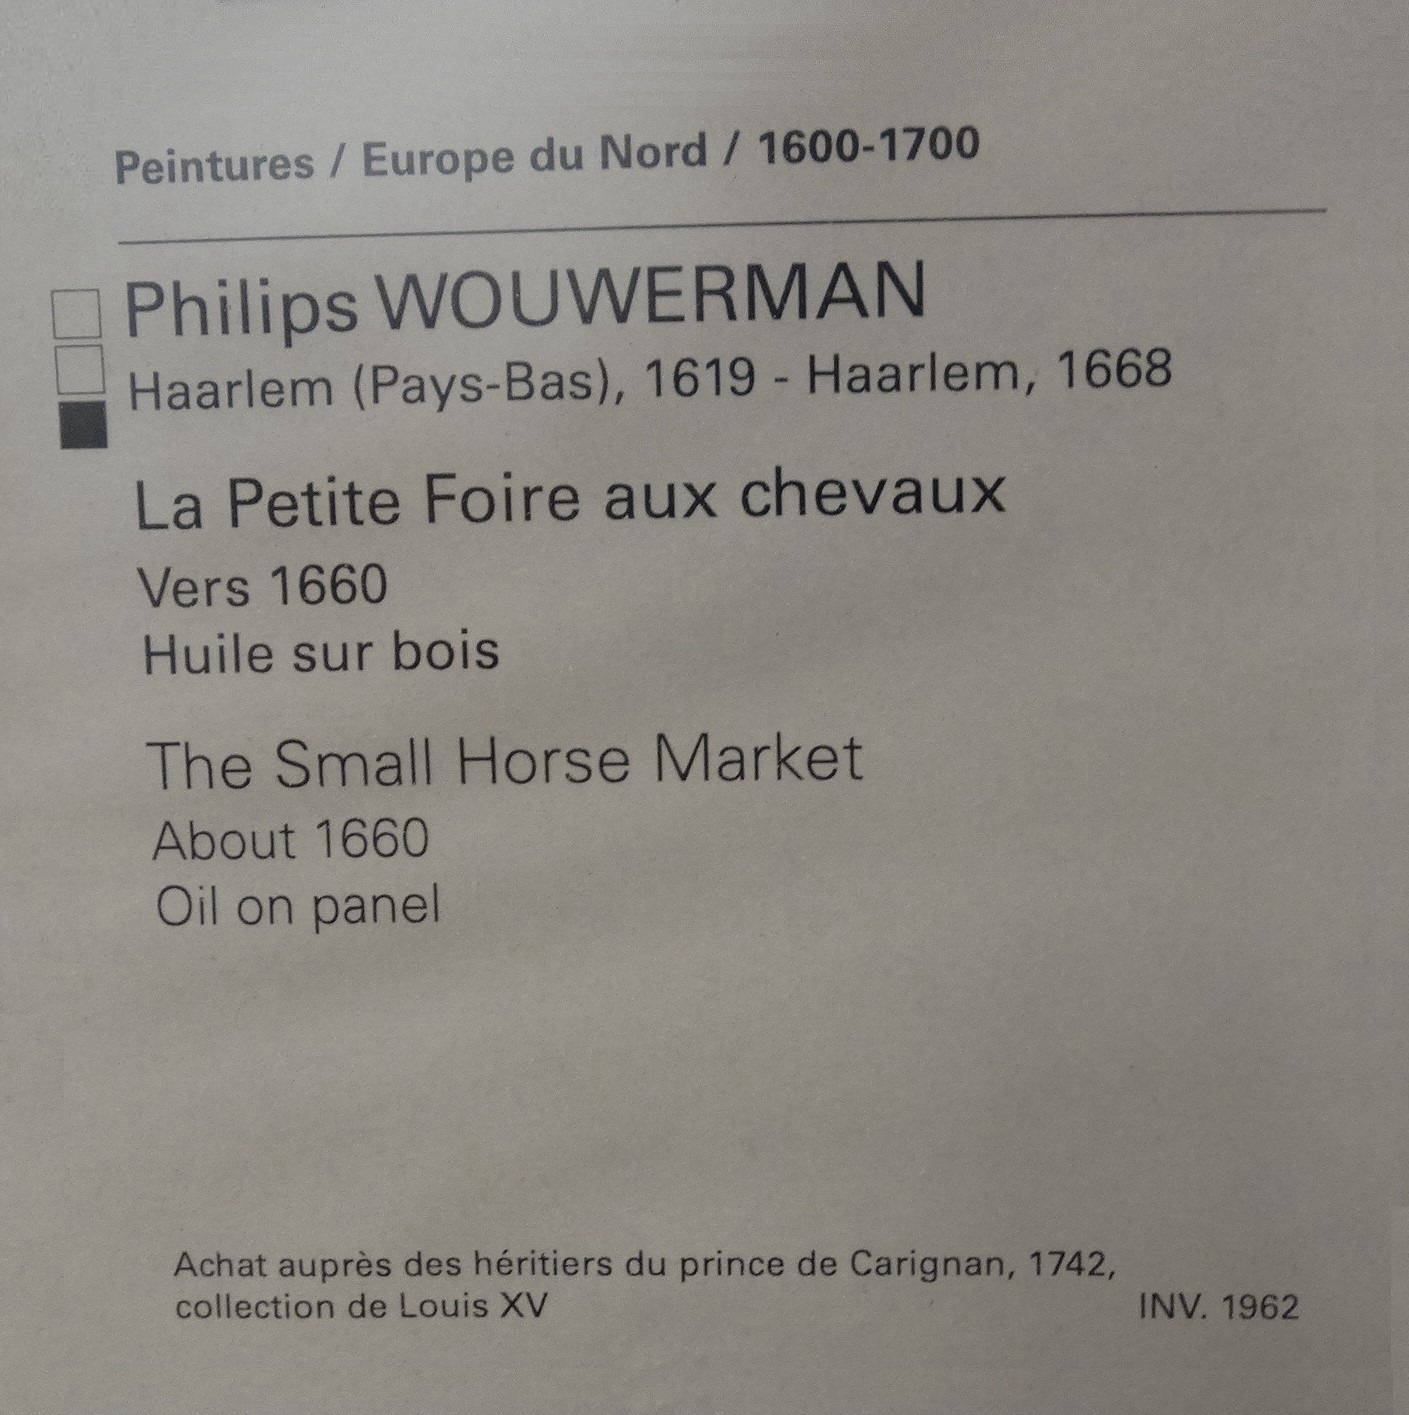 Peintures / Europe du Nord / 1600-1700
Philips WOUWERMAN
Haarlem (Pays-Bas), 1619 - Haarlem, 1668
La Petite Foire aux chevaux
Vers 1660
Huile sur bois
The Small Horse Market
About 1660
Oil on panel
Achat auprès des héritiers du prince de Carignan, 1742,
collection de Louis XV
INV. 1962